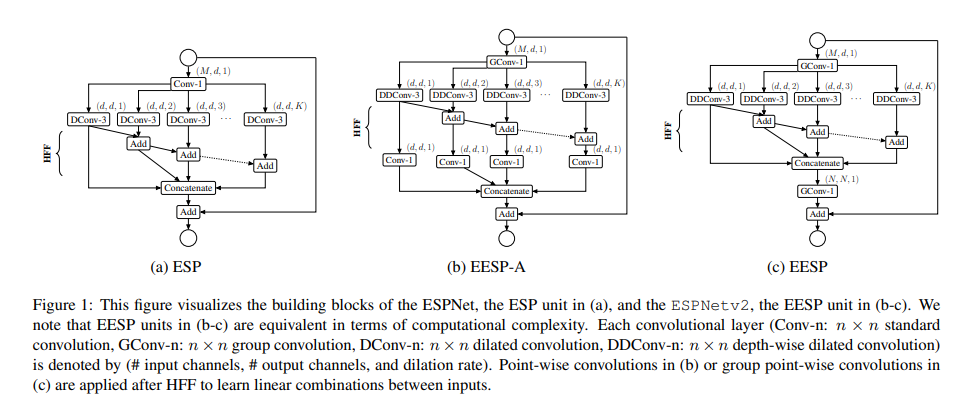 (M, d, 1)
Conv-1
(d, d, 1) (d, d, 2) (d, d, 3) (d, d, K)
DConv-3 DConv-3 DConv-3 ··· DConv-3
HFF
Add
Add
Add
Concatenate
Add
(a) ESP
(M, d, 1)
GConv-1
(d, d, 1) (d, d, 2) (d, d, 3) (d, d, K)
DDConv-3 DDConv-3 DDConv-3 ··· DDConv-3
HFF
Add
Add
Add
(d, d, 1) (d, d, 1) (d, d, 1) (d, d, 1)
Conv-1 Conv-1 Conv-1 Conv-1
Concatenate
Add
(b) EESP-A
(M, d, 1)
GConv-1
(d, d, 1) (d, d, 2) (d, d, 3) (d, d, K)
DDConv-3 DDConv-3 DDConv-3 ··· DDConv-3
HFF
Add
Add
Add
Concatenate
(N, N, 1)
GConv-1
Add
(c) EESP
Figure 1: This figure visualizes the building blocks of the ESPNet, the ESP unit in (a), and the ESPNetv2, the EESP unit in (b-c). We
note that EESP units in (b-c) are equivalent in terms of computational complexity. Each convolutional layer (Conv-n: n × n standard
convolution, GConv-n: n × n group convolution, DConv-n: n × n dilated convolution, DDConv-n: n × n depth-wise dilated convolution)
is denoted by (# input channels, # output channels, and dilation rate). Point-wise convolutions in (b) or group point-wise convolutions in
(c) are applied after HFF to learn linear combinations between inputs.